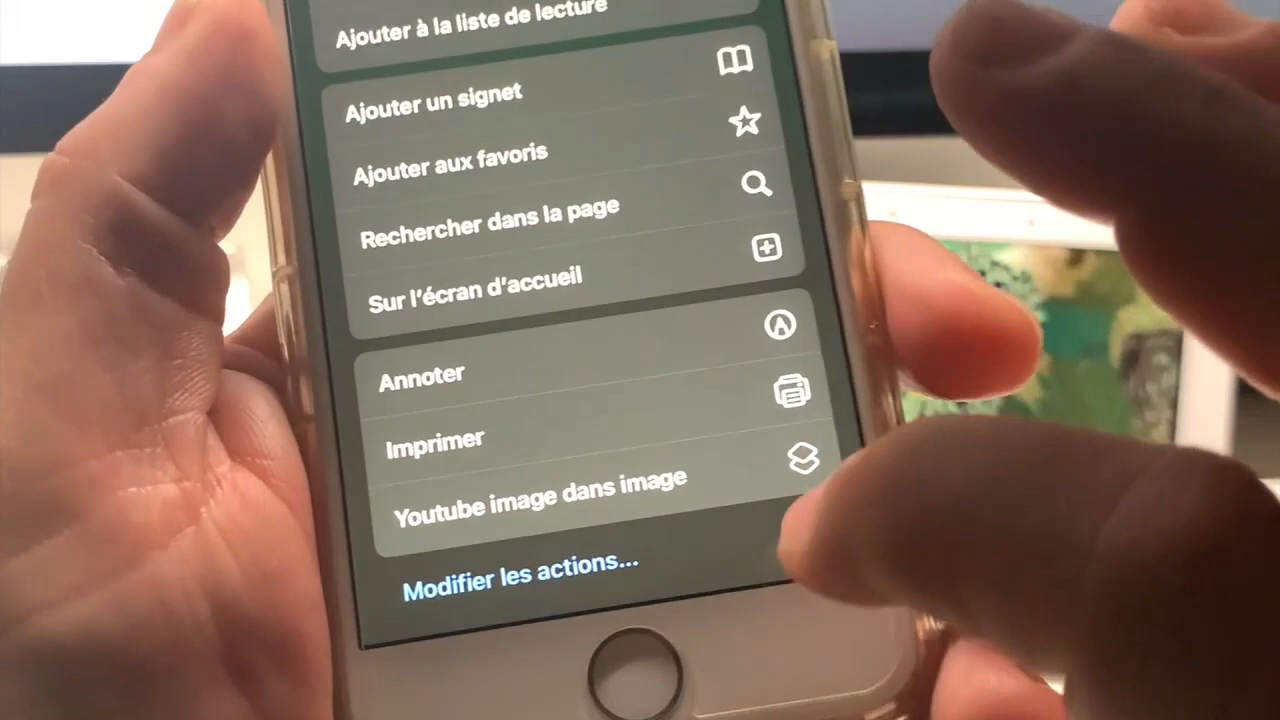 Ajouter à la liste de lecture
Ajouter un signet
Ajouter aux favoris
Rechercher dans la page
Sur l'écran d'accueil
Annoter
Imprimer
Youtube image dans image
Modifier les actions...